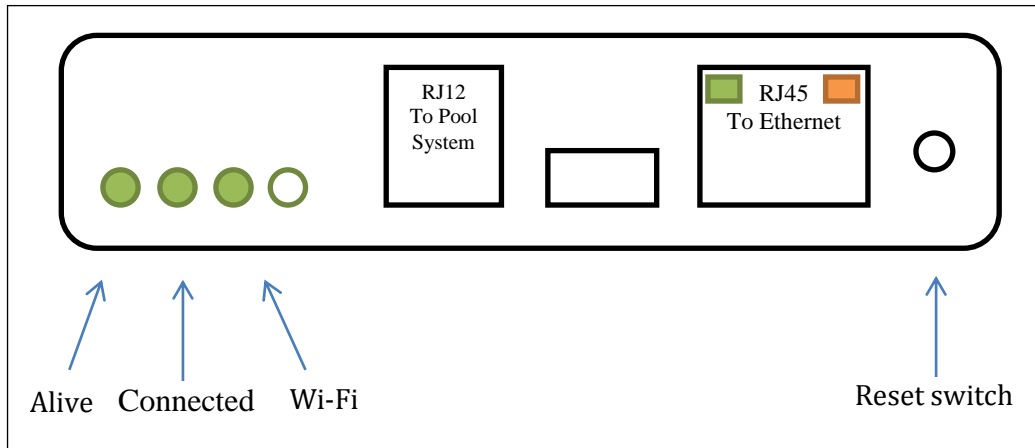 RJ12
To Pool
System
RJ45
To Ethernet
Alive Connected Wi-Fi
Reset switch